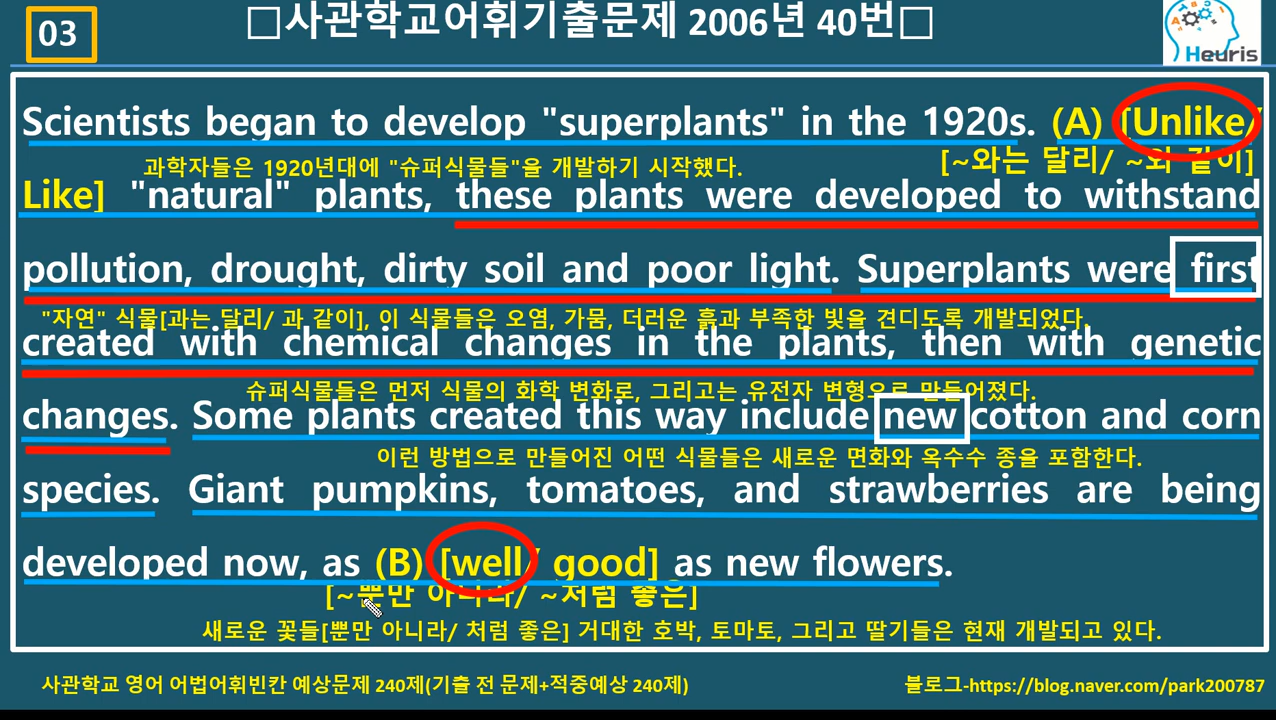 03
□사관학교어휘기출문제 2006년 40번□
Heuris
Scientists began to develop "superplants" in the 1920s. (A) [Unlike/
과학자들은 1920년대에 "슈퍼식물들"을 개발하기 시작했다.
[~와는 달리/ ~와 같이]
Like] "natural" plants, these plants were developed to withstand
pollution, drought, dirty soil and poor light. Superplants were first
"자연" 식물[과는 달리/ 과 같이], 이 식물들은 오염, 가뭄, 더러운 흙과 부족한 빛을 견디도록 개발되었다.
created with chemical changes in the plants, then with genetic
슈퍼식물들은 먼저 식물의 화학 변화로, 그리고는 유전자 변형으로 만들어졌다.
changes. Some plants created this way include new cotton and corn
이런 방법으로 만들어진 어떤 식물들은 새로운 면화와 옥수수 종을 포함한다.
species. Giant pumpkins, tomatoes, and strawberries are being
developed now, as (B) [well/ good] as new flowers.
[~뿐만 아니라/ ~처럼 좋은]
새로운 꽃들[뿐만 아니라/ 처럼 좋은] 거대한 호박, 토마토, 그리고 딸기들은 현재 개발되고 있다.
사관학교 영어 어법어휘빈칸 예상문제 240제(기출 전 문제+적중예상 240제)
블로그-https://blog.naver.com/park200787